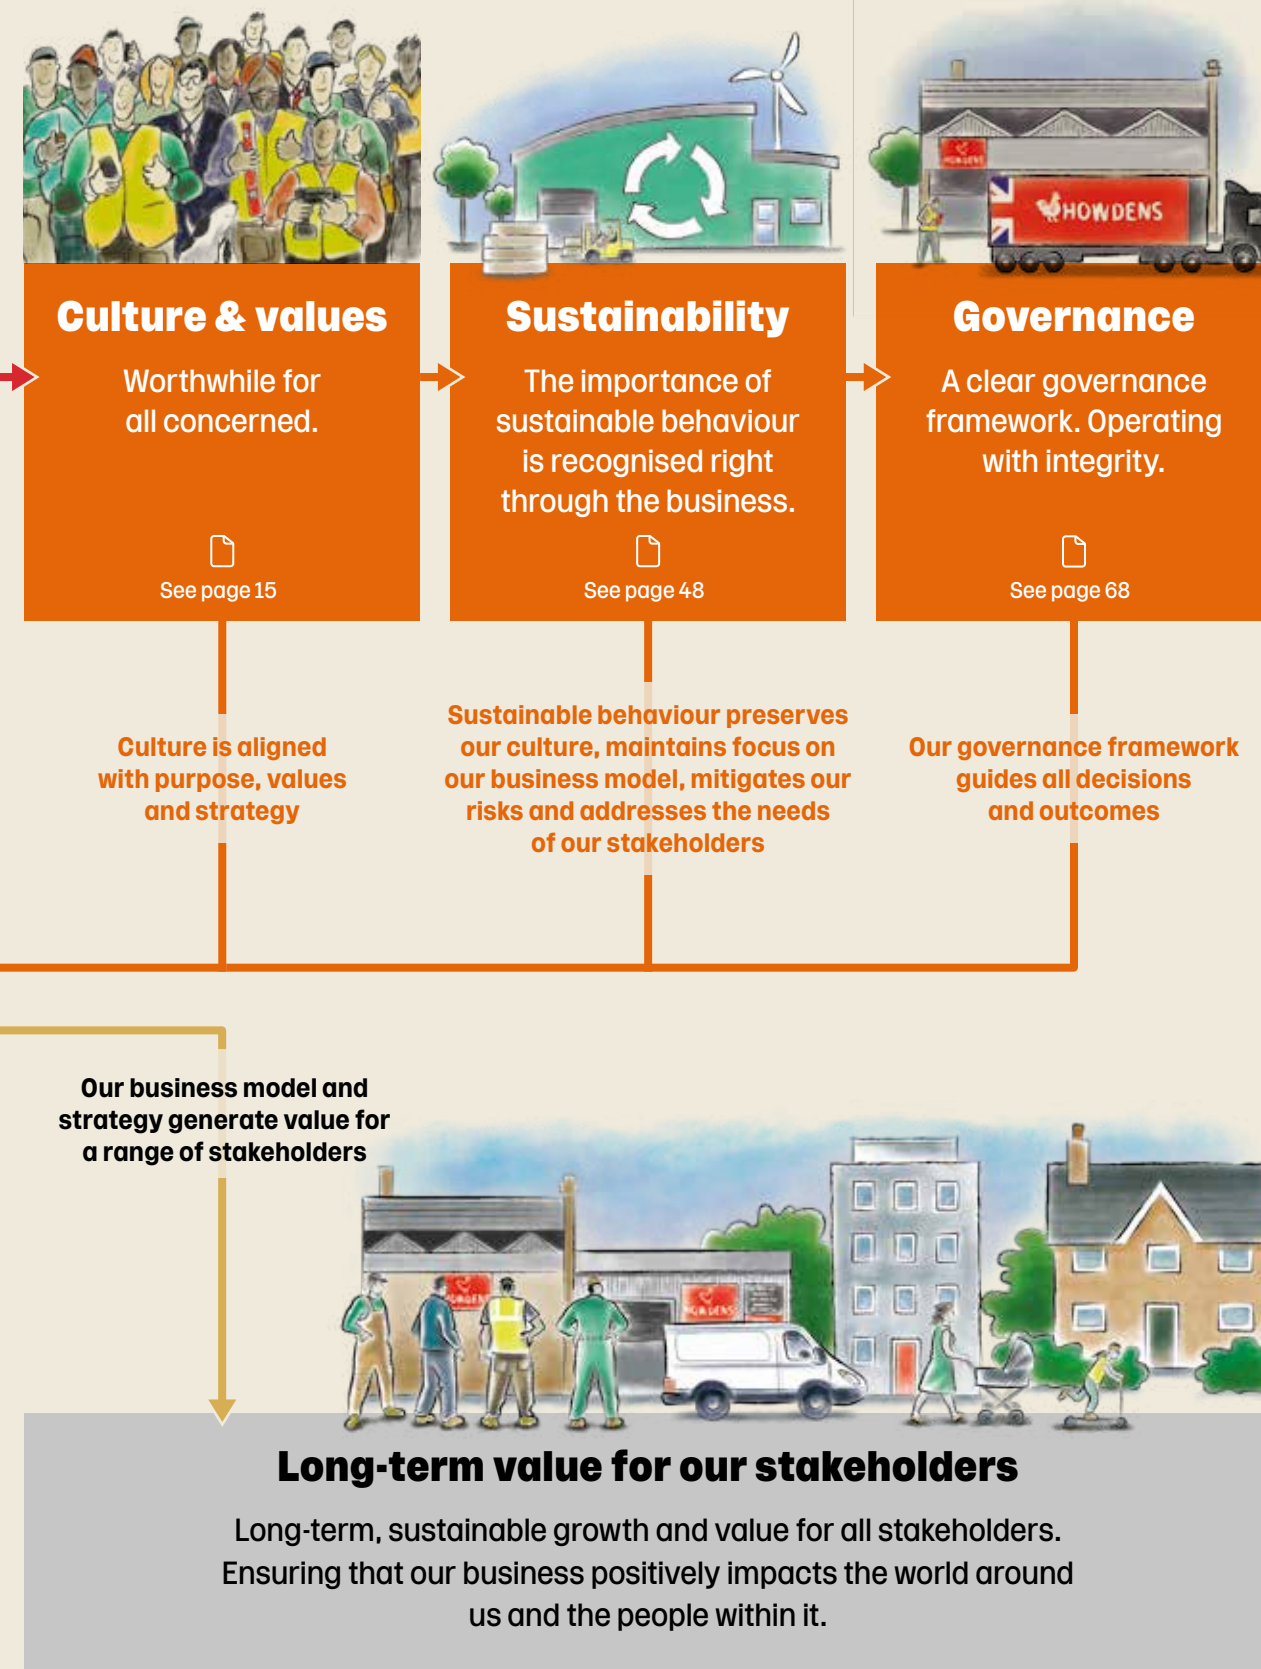 HOWDENS
HOWDENS
Culture & values
Worthwhile for
all concerned.
See page 15
Sustainability
The importance of
sustainable behaviour
is recognised right
through the business.
See page 48
Governance
A clear governance
framework. Operating
with integrity.
See page 68
Culture is aligned
with purpose, values
and strategy
Sustainable behaviour preserves
our culture, maintains focus on
our business model, mitigates our
risks and addresses the needs
of our stakeholders
Our governance framework
guides all decisions
and outcomes
Our business model and
strategy generate value for
a range of stakeholders
HOWDENS
HOWDENS
Long-term value for our stakeholders
Long-term, sustainable growth and value for all stakeholders.
Ensuring that our business positively impacts the world around
us and the people within it.